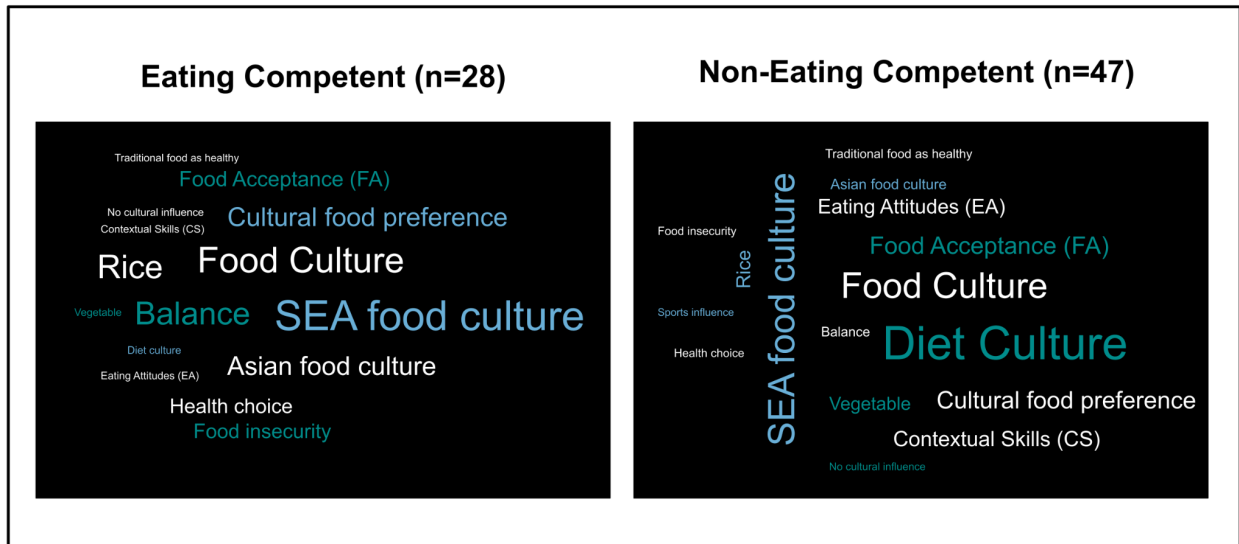 Eating Competent (n=28)
Traditional food as healthy
Food Acceptance (FA)
No cultural influence
Cultural food preference
Contextual Skills (CS)
Rice
Food Culture
Vegetable
Balance
SEA food culture
Diet culture
Asian food culture
Eating Attitudes (EA)
Health choice
Food insecurity
Non-Eating Competent (n=47)
Traditional food as healthy
Asian food culture
Eating Attitudes (EA)
Food insecurity
Food Acceptance (FA)
Rice
SEA food culture
Food Culture
Sports influence
Balance
Diet Culture
Health choice
Vegetable
Cultural food preference
Contextual Skills (CS)
No cultural influence